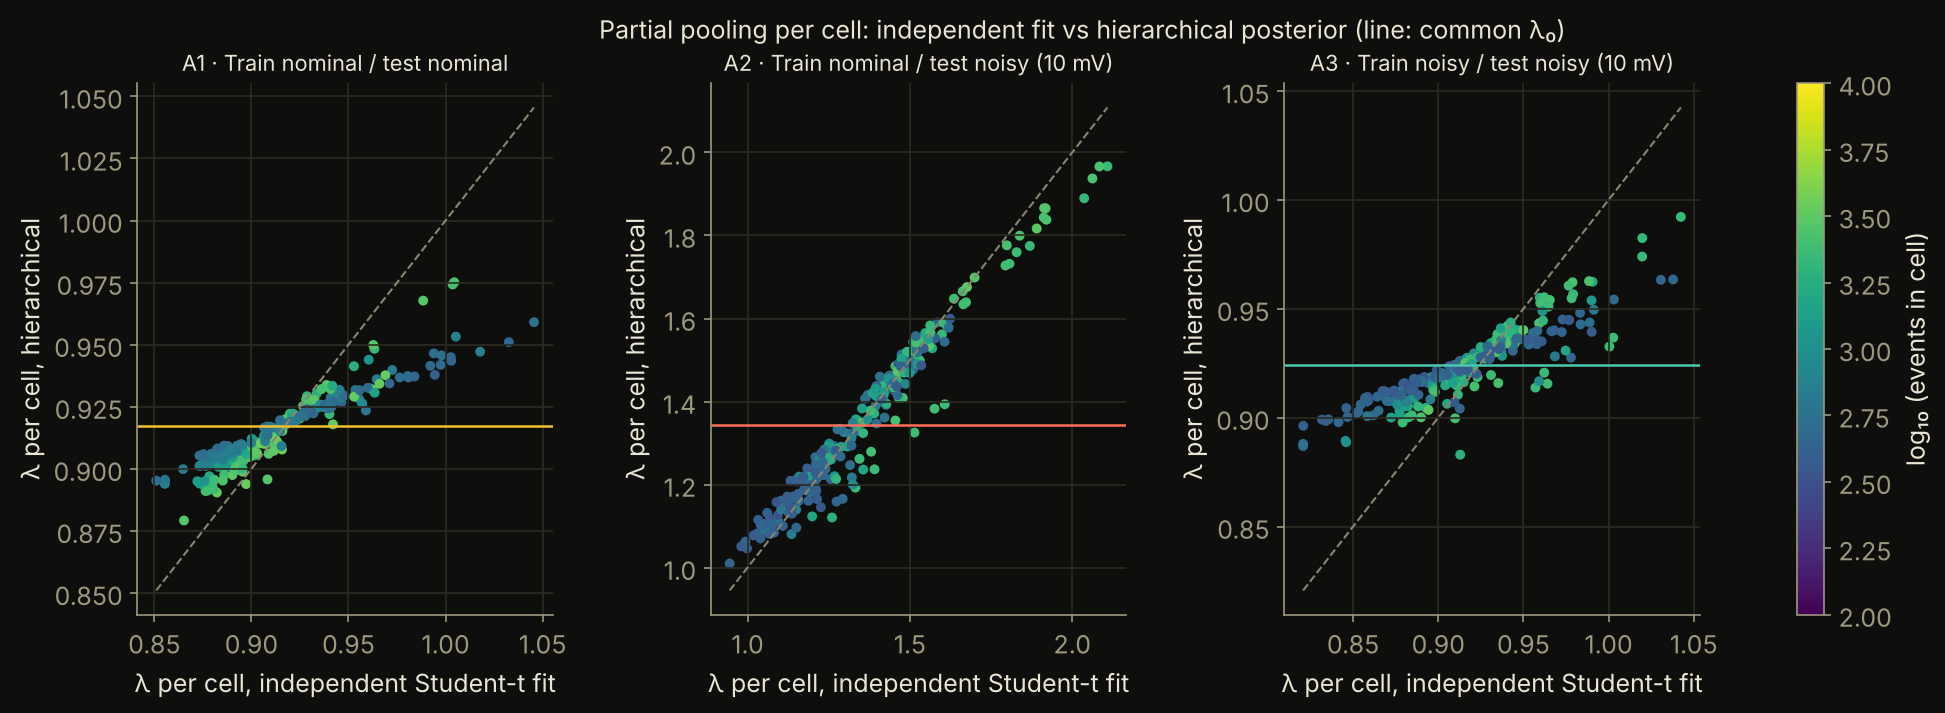 Partial pooling per cell: independent fit vs hierarchical posterior (line: common λ₀)
A1 · Train nominal / test nominal
1.050
1.025
1.000
0.975
0.950
0.925
0.900
0.875
0.850
0.85 0.90 0.95 1.00 1.05
λ per cell, hierarchical
λ per cell, independent Student-t fit
A2 · Train nominal / test noisy (10 mV)
2.0
1.8
1.6
1.4
1.2
1.0
1.0 1.5 2.0
λ per cell, hierarchical
λ per cell, independent Student-t fit
A3 · Train noisy / test noisy (10 mV)
1.05
1.00
0.95
0.90
0.85
0.85 0.90 0.95 1.00 1.05
λ per cell, hierarchical
λ per cell, independent Student-t fit
4.00
3.75
3.50
3.25
3.00
2.75
2.50
2.25
2.00
log₁₀ (events in cell)